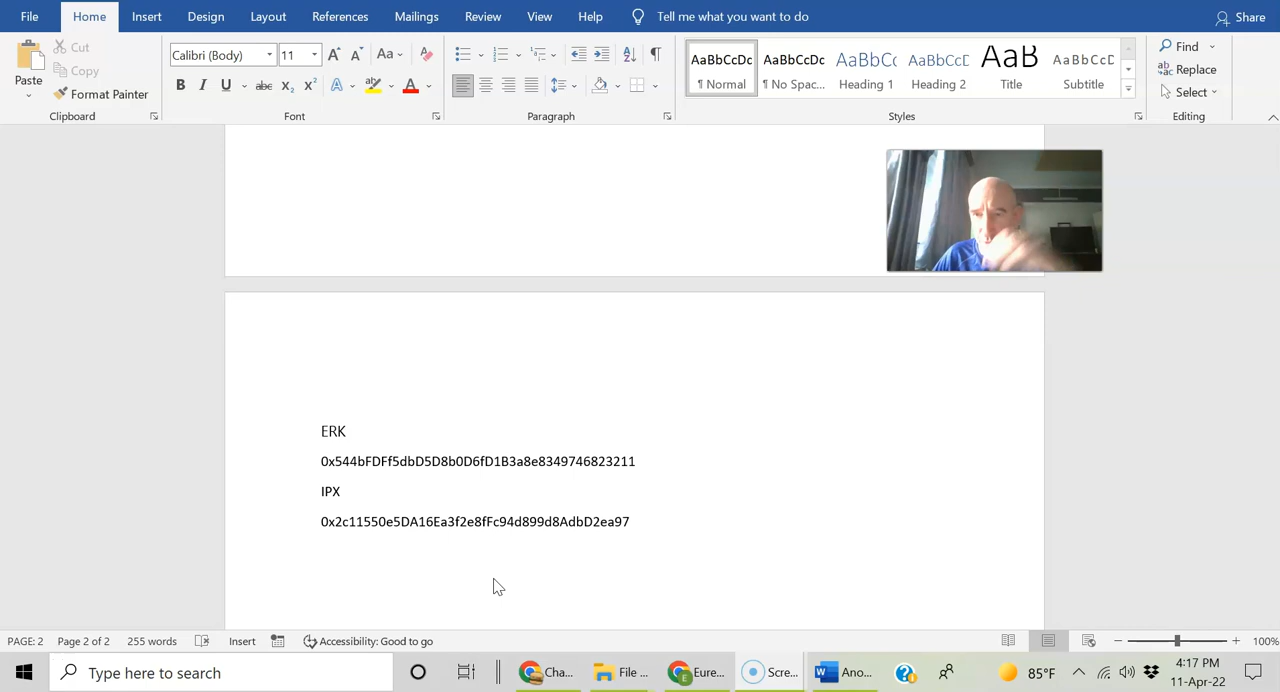 File Home Insert Design Layout References Mailings Review View Help Tell me what you want to do Share
Paste
Cut
Copy
Format Painter
Clipboard
Calibri (Body) 11
Font
Paragraph
AaBbCcDc AaBbCcDc AaBbCc AaBbCcD AaB AaBbCcD
¶ Normal ¶ No Spac... Heading 1 Heading 2 Title Subtitle
Styles
Find
Replace
Select
Editing
ERK
0x544bFDFf5dbD5D8b0D6fD1B3a8e8349746823211
IPX
0x2c11550e5DA16Ea3f2e8fFc94d899d8AdbD2ea97
PAGE: 2 Page 2 of 2 255 words Insert Accessibility: Good to go 100%
Type here to search Cha... File ... Eure... Scre... Ano... 85°F 4:17 PM
11-Apr-22